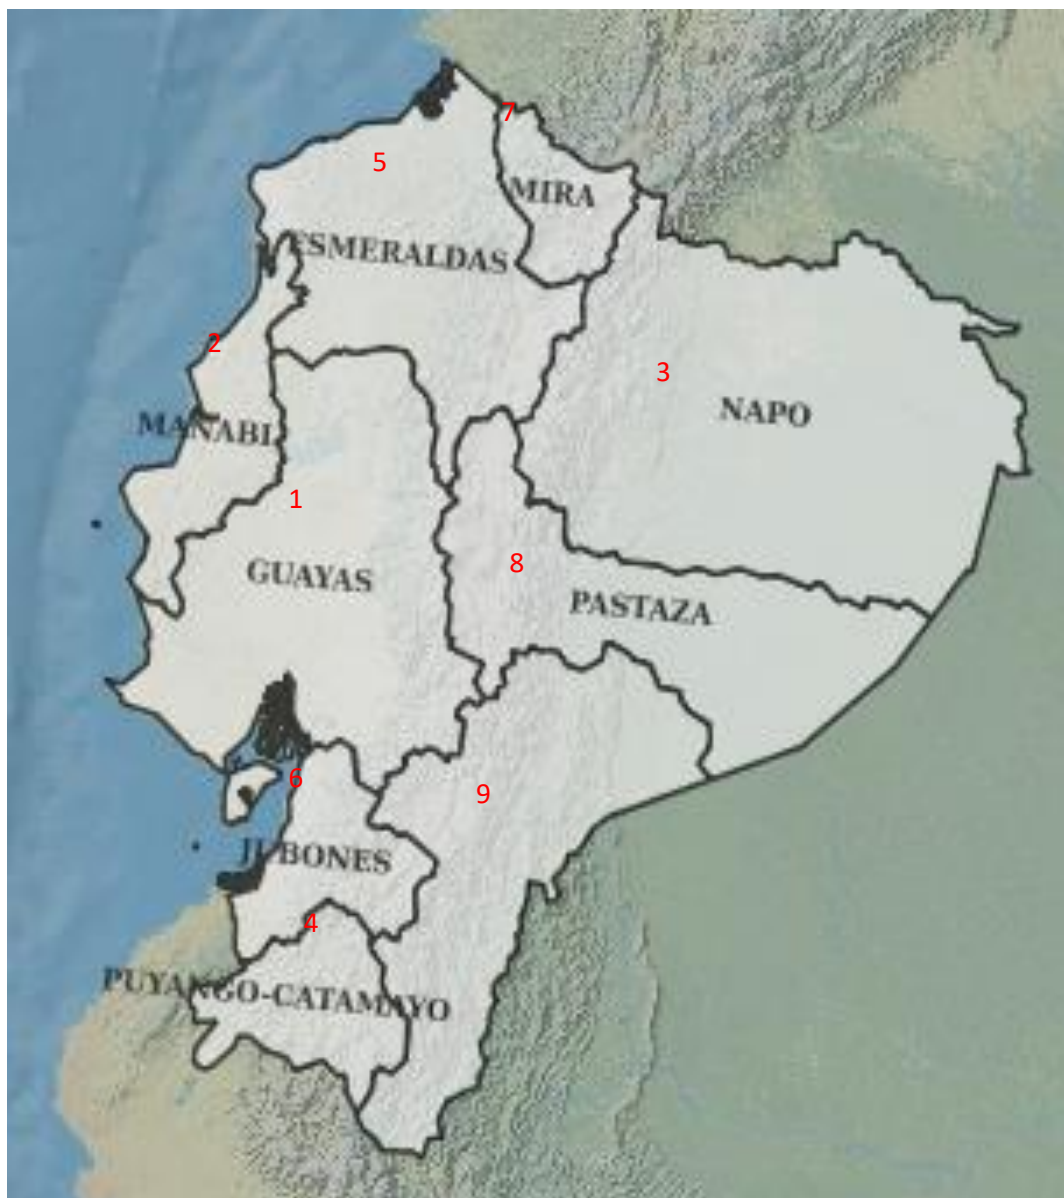 7
5
MIRA
ESMERALDAS
2
3
NAPO
MANABI
1
8
GUAYAS
PASTAZA
6
9
JUBONES
4
PUYANGO-CATAMAYO